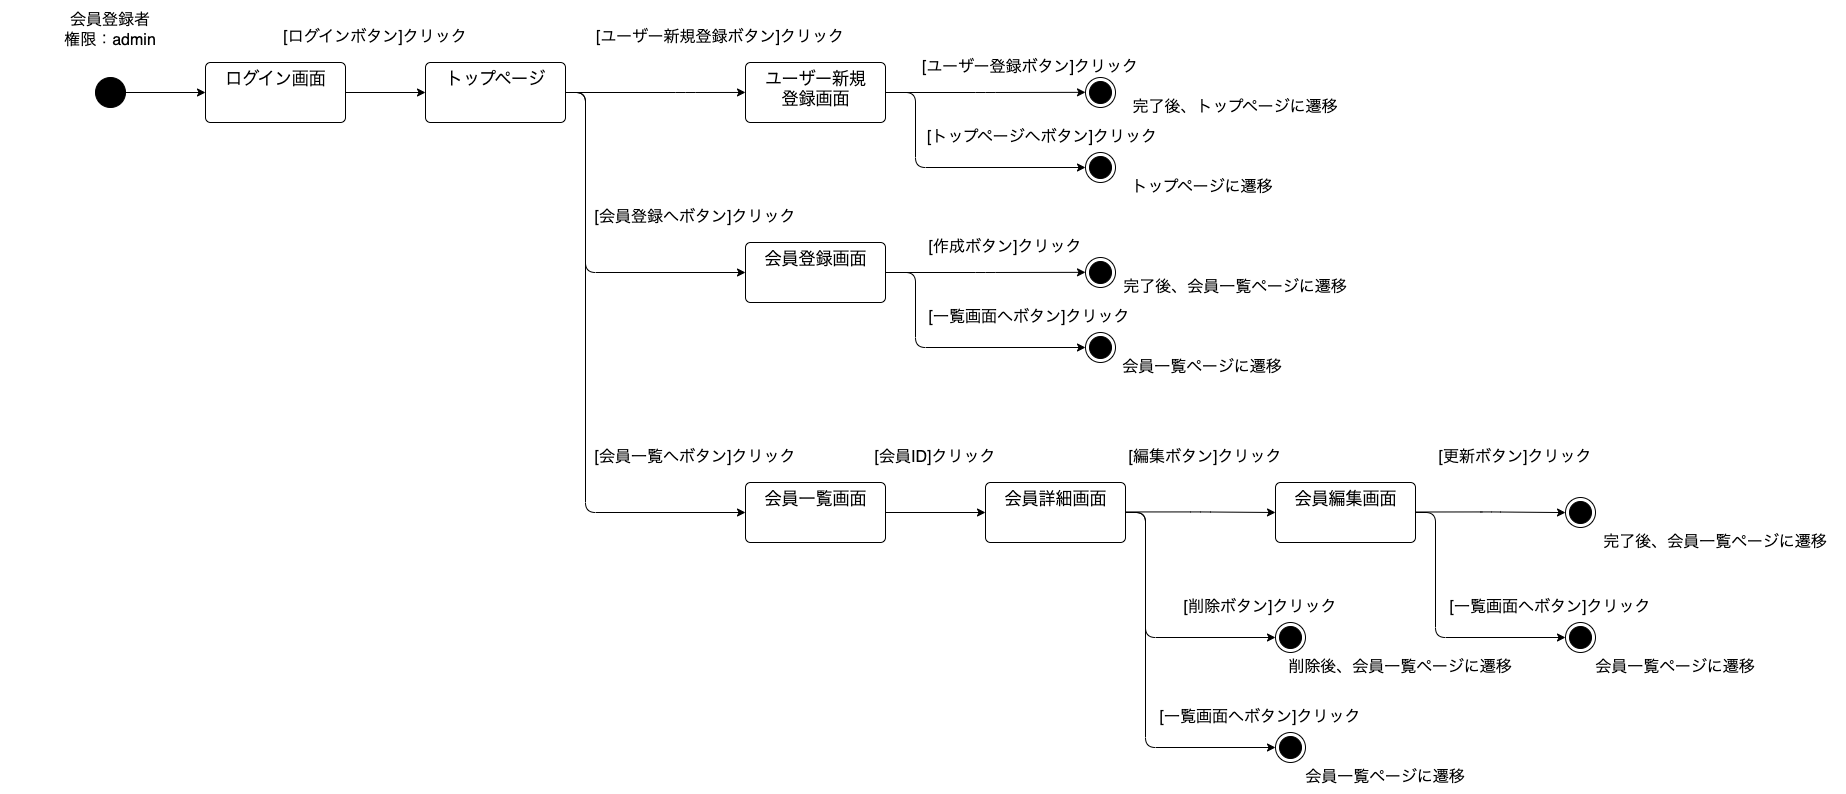 会員登録者
権限：admin
[ログインボタン]クリック
[ユーザー新規登録ボタン]クリック
ログイン画面
トップページ
ユーザー新規
登録画面
[ユーザー登録ボタン]クリック
完了後、トップページに遷移
[トップページへボタン]クリック
トップページに遷移
[会員登録へボタン]クリック
会員登録画面
[作成ボタン]クリック
完了後、会員一覧ページに遷移
[一覧画面へボタン]クリック
会員一覧ページに遷移
[会員一覧へボタン]クリック
[会員ID]クリック
[編集ボタン]クリック
[更新ボタン]クリック
会員一覧画面
会員詳細画面
会員編集画面
完了後、会員一覧ページに遷移
[削除ボタン]クリック
[一覧画面へボタン]クリック
削除後、会員一覧ページに遷移
会員一覧ページに遷移
[一覧画面へボタン]クリック
会員一覧ページに遷移